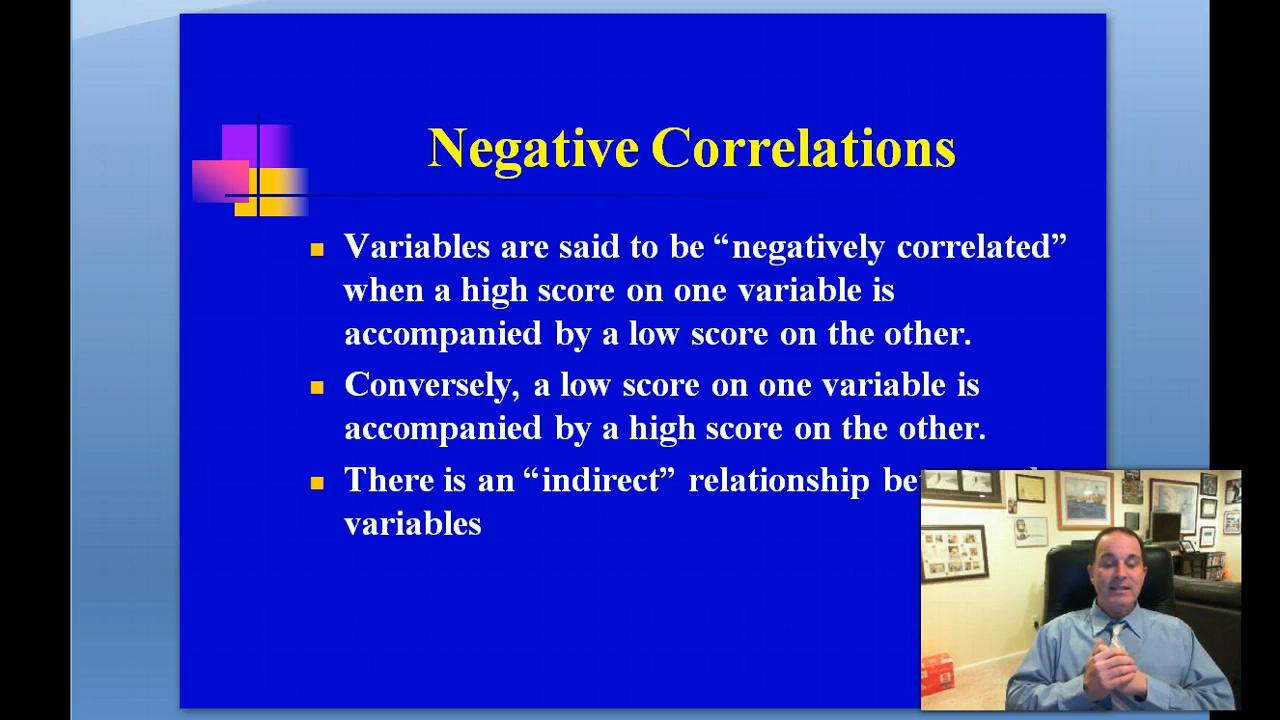 Negative Correlations
Variables are said to be “negatively correlated”
when a high score on one variable is
accompanied by a low score on the other.
Conversely, a low score on one variable is
accompanied by a high score on the other.
There is an “indirect” relationship
variables